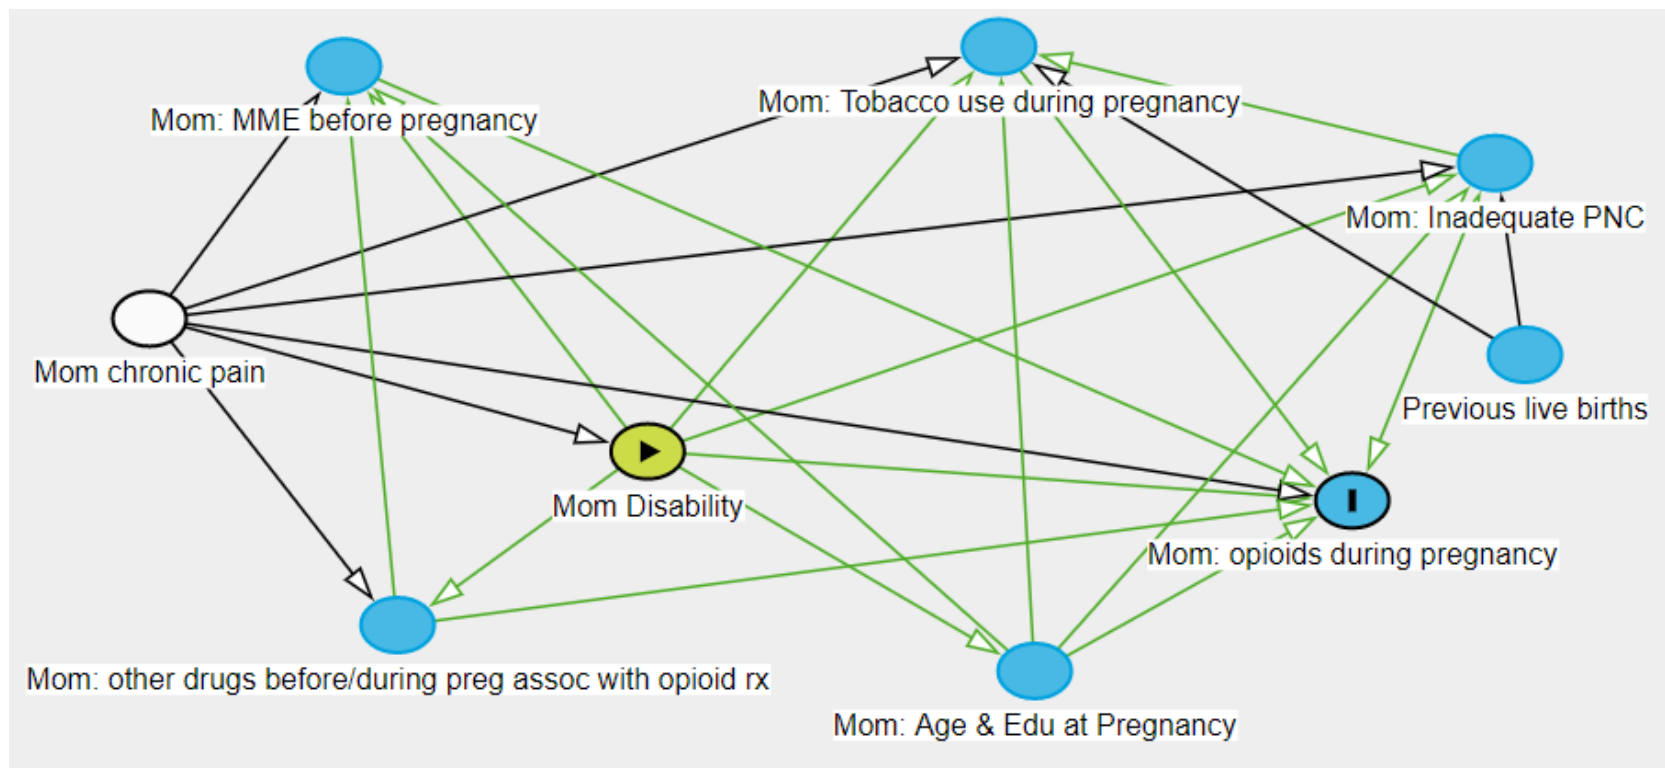 Mom: MME before pregnancy
Mom: Tobacco use during pregnancy
Mom: Inadequate PNC
Mom chronic pain
Previous live births
Mom Disability
Mom: opioids during pregnancy
Mom: other drugs before/during preg assoc with opioid rx
Mom: Age & Edu at Pregnancy